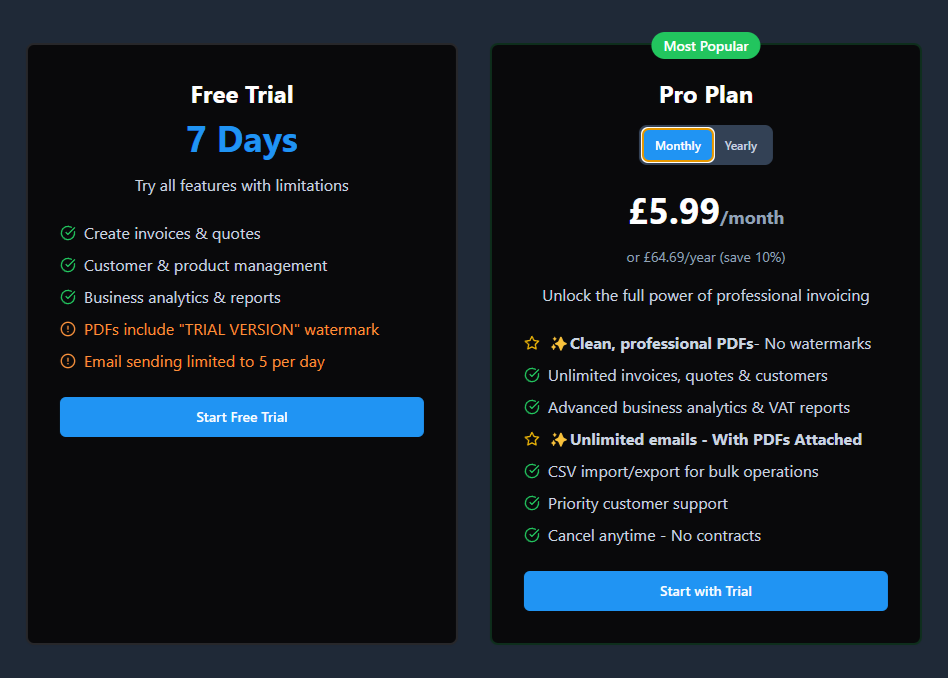 Free Trial
7 Days
Try all features with limitations
Create invoices & quotes
Customer & product management
Business analytics & reports
PDFs include "TRIAL VERSION" watermark
Email sending limited to 5 per day
Start Free Trial
Most Popular
Pro Plan
Monthly Yearly
£5.99/month
or £64.69/year (save 10%)
Unlock the full power of professional invoicing
✨Clean, professional PDFs- No watermarks
Unlimited invoices, quotes & customers
Advanced business analytics & VAT reports
✨Unlimited emails - With PDFs Attached
CSV import/export for bulk operations
Priority customer support
Cancel anytime - No contracts
Start with Trial